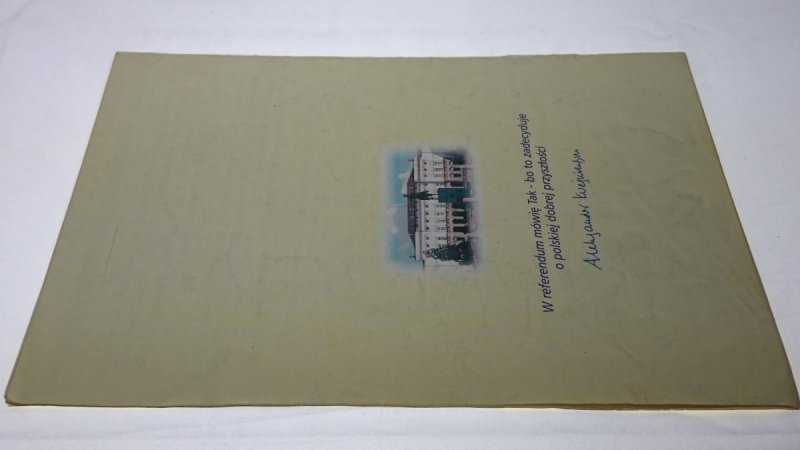 W referendum mówię Tak - bo to zadecyduje
o polskiej dobrej przyszłości
Aleksander Kwaśniewski